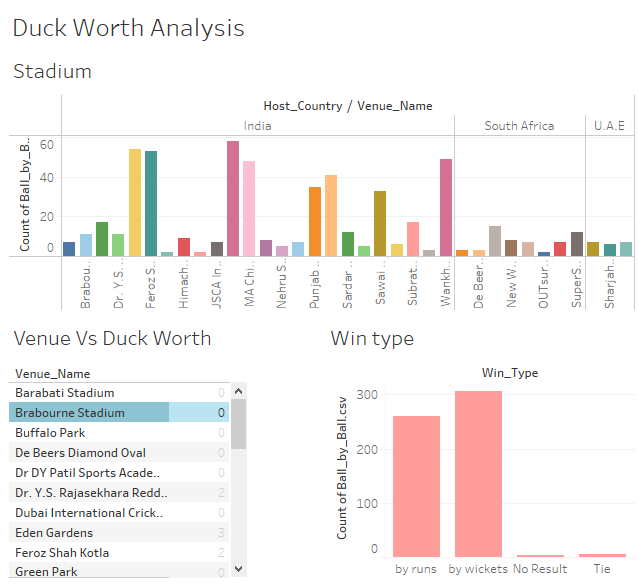 Duck Worth Analysis
Stadium
Host_Country / Venue_Name
India
South Africa
U.A.E
Count of Ball_by_B..
60
40
20
0
Brabou..
Dr. Y.S. ..
Feroz S..
Himach..
JSCA In..
MA Chi..
Nehru S..
Punjab ..
Sardar ..
Sawai ..
Subrat..
Wankh..
De Beer..
New W..
OUTsur..
SuperS..
Sharjah..
Venue Vs Duck Worth
Venue_Name
Barabati Stadium 0
Brabourne Stadium 0
Buffalo Park 0
De Beers Diamond Oval 0
Dr DY Patil Sports Acade.. 0
Dr. Y.S. Rajasekhara Redd.. 2
Dubai International Crick.. 0
Eden Gardens 3
Feroz Shah Kotla 2
Green Park 0
Win type
Win_Type
Count of Ball_by_Ball.csv
300
200
100
0
by runs
by wickets
No Result
Tie